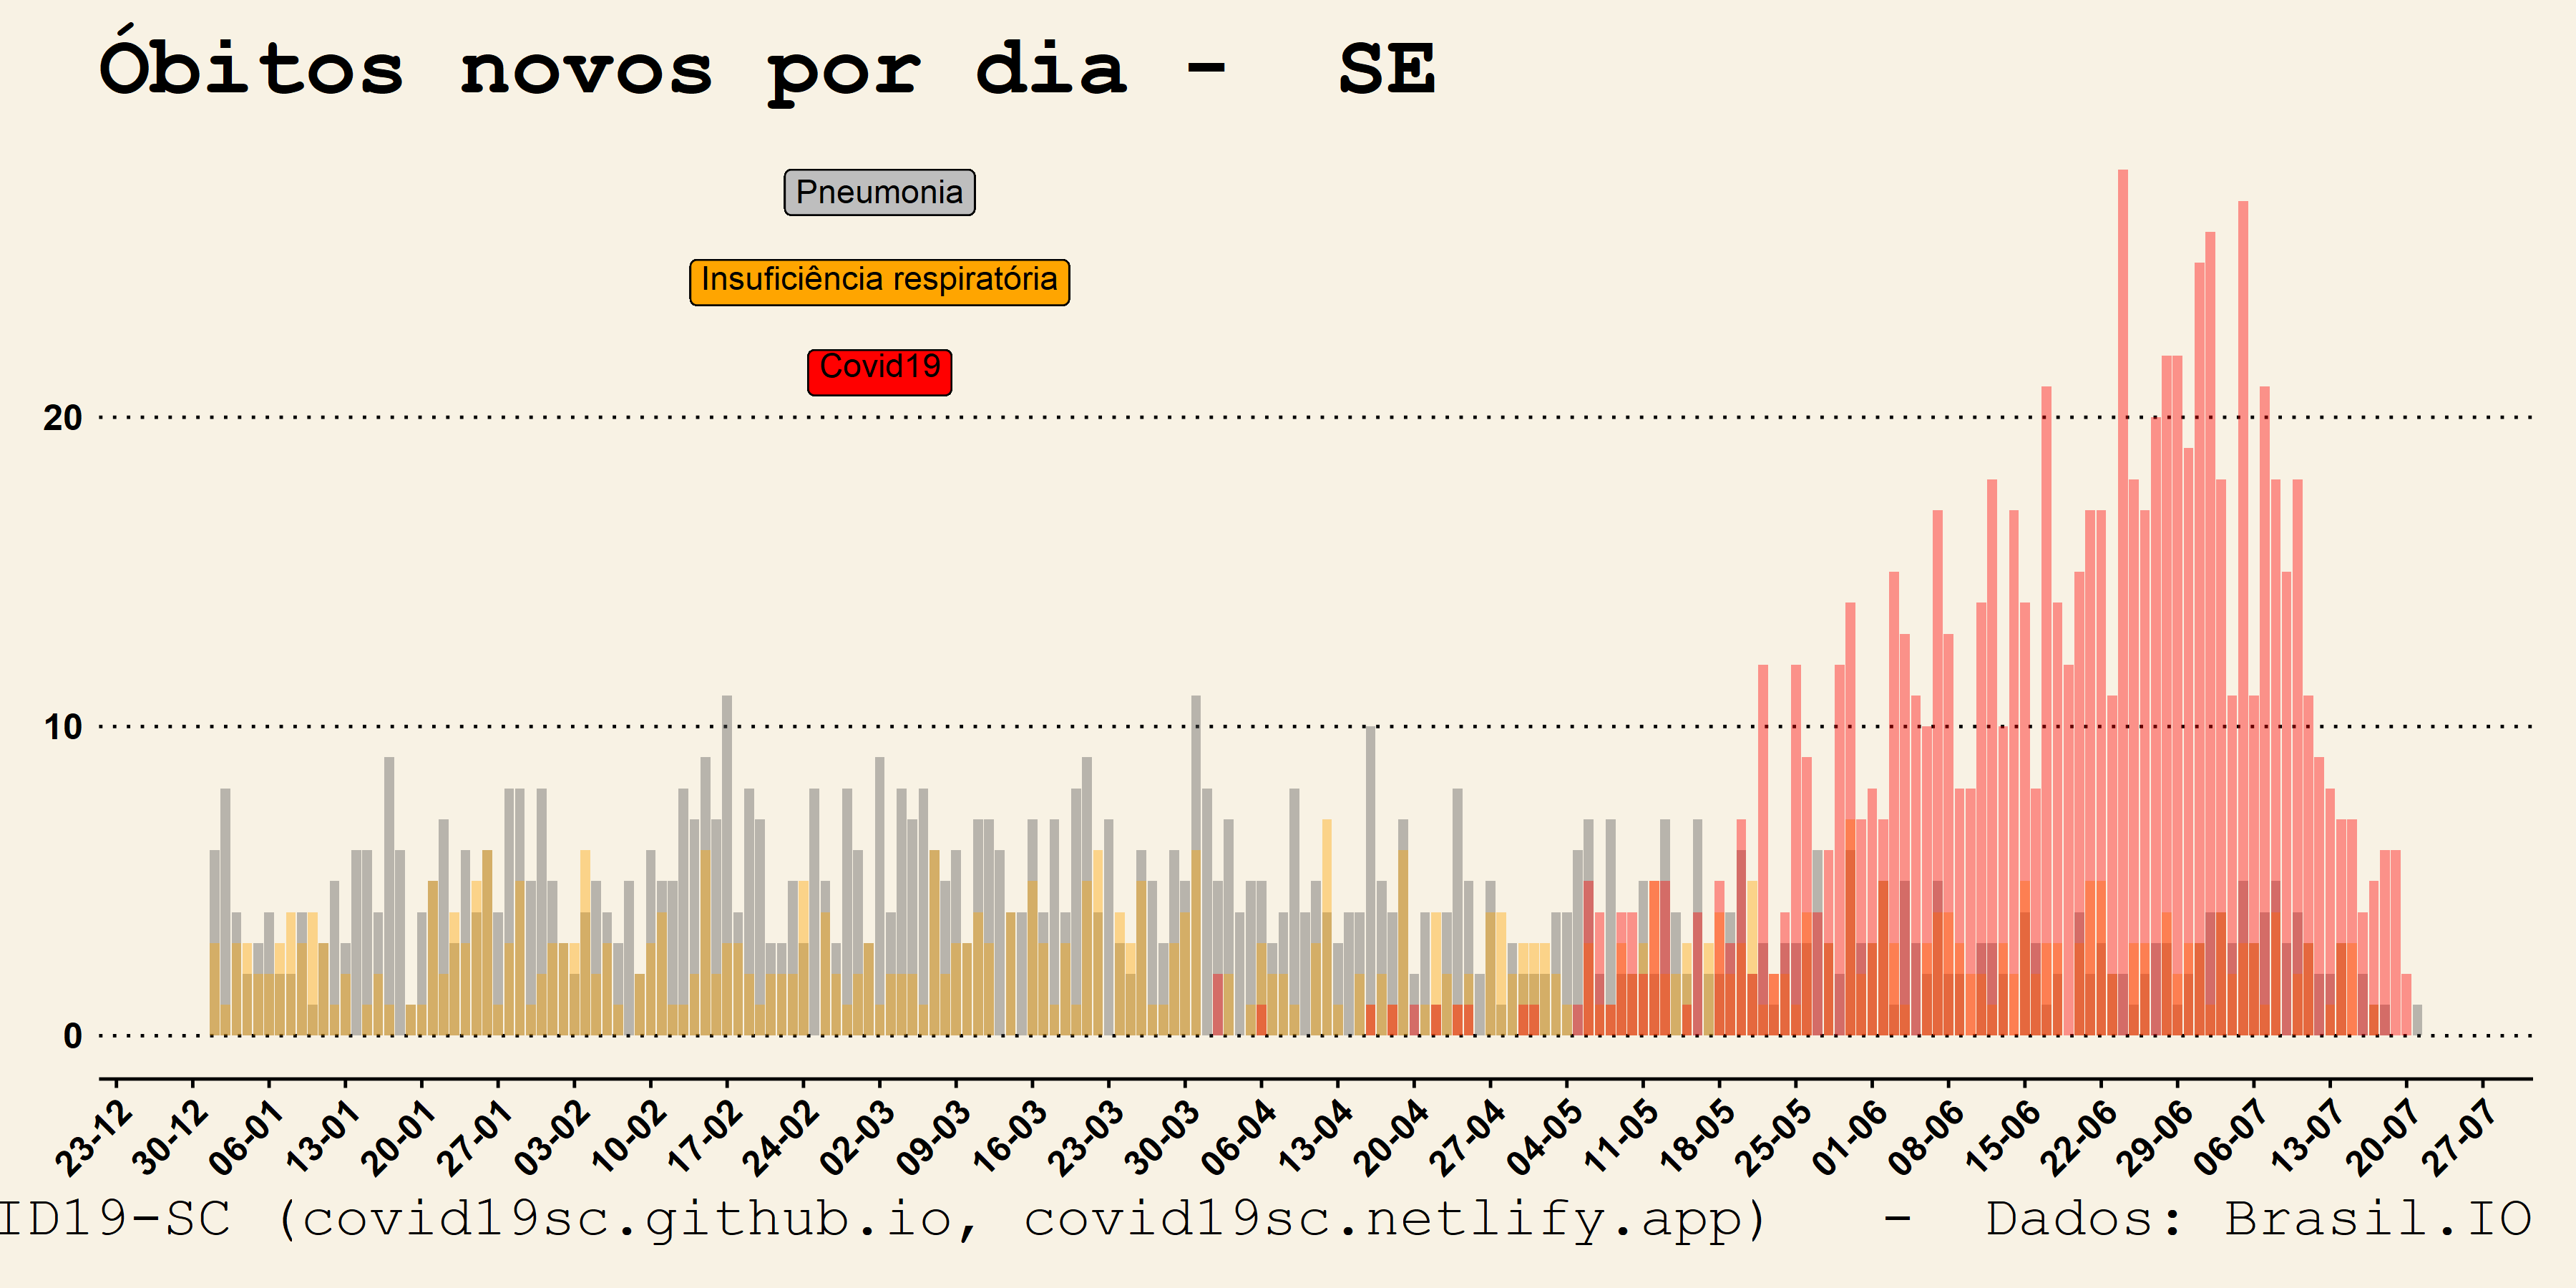 Óbitos novos por dia -  SE
Pneumonia
Insuficiência respiratória
Covid19
20
10
0
23-12 30-12 06-01 13-01 20-01 27-01 03-02 10-02 17-02 24-02 02-03 09-03 16-03 23-03 30-03 06-04 13-04 20-04 27-04 04-05 11-05 18-05 25-05 01-06 08-06 15-06 22-06 29-06 06-07 13-07 20-07 27-07
ID19-SC (covid19sc.github.io, covid19sc.netlify.app)  -  Dados: Brasil.IO